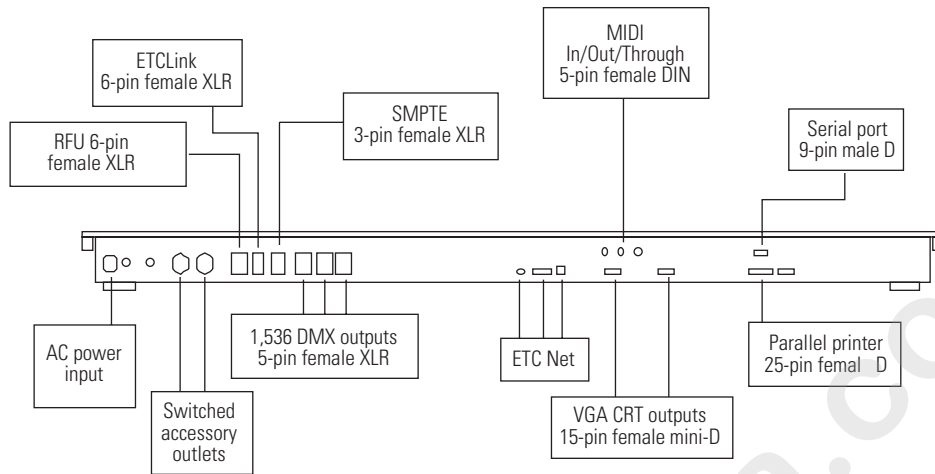 ETCLink
6-pin female XLR
MIDI
In/Out/Through
5-pin female DIN
SMPTE
3-pin female XLR
Serial port
9-pin male D
RFU 6-pin
female XLR
AC power
input
Switched
accessory
outlets
1,536 DMX outputs
5-pin female XLR
ETC Net
VGA CRT outputs
15-pin female mini-D
Parallel printer
25-pin femal D